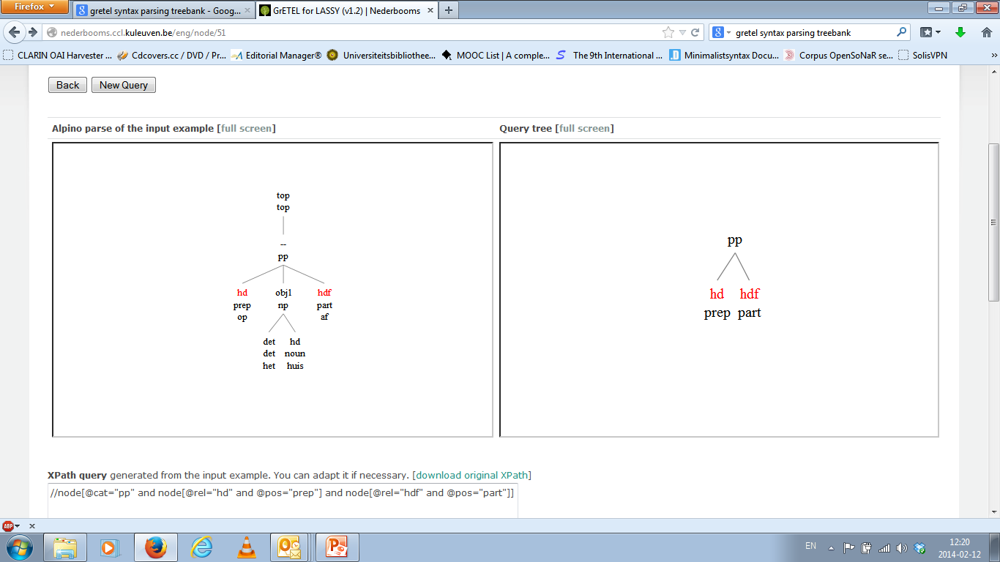 Firefox
gretel syntax parsing treebank - Goog...
GrETEL for LASSY (v1.2) | Nederbooms
nederbooms.ccl.kuleuven.be/eng/node/51
gretel syntax parsing treebank
CLARIN OAI Harvester ...
Cdcovers.cc / DVD / Pr...
Editorial Manager®
Universiteitsbibliothee...
MOOC List | A comple...
The 9th International ...
Minimalistsyntax Docu...
Corpus OpenSoNaR se...
SolisVPN
Back
New Query
Alpino parse of the input example [full screen]
Query tree [full screen]
top
top
--
pp
hd obj1 hdf
prep np part
op af
det hd
det noun
het huis
pp
hd hdf
prep part
XPath query generated from the input example. You can adapt it if necessary. [download original XPath]
//node[@cat="pp" and node[@rel="hd" and @pos="prep"] and node[@rel="hdf" and @pos="part"]]
ABP
EN
12:20
2014-02-12